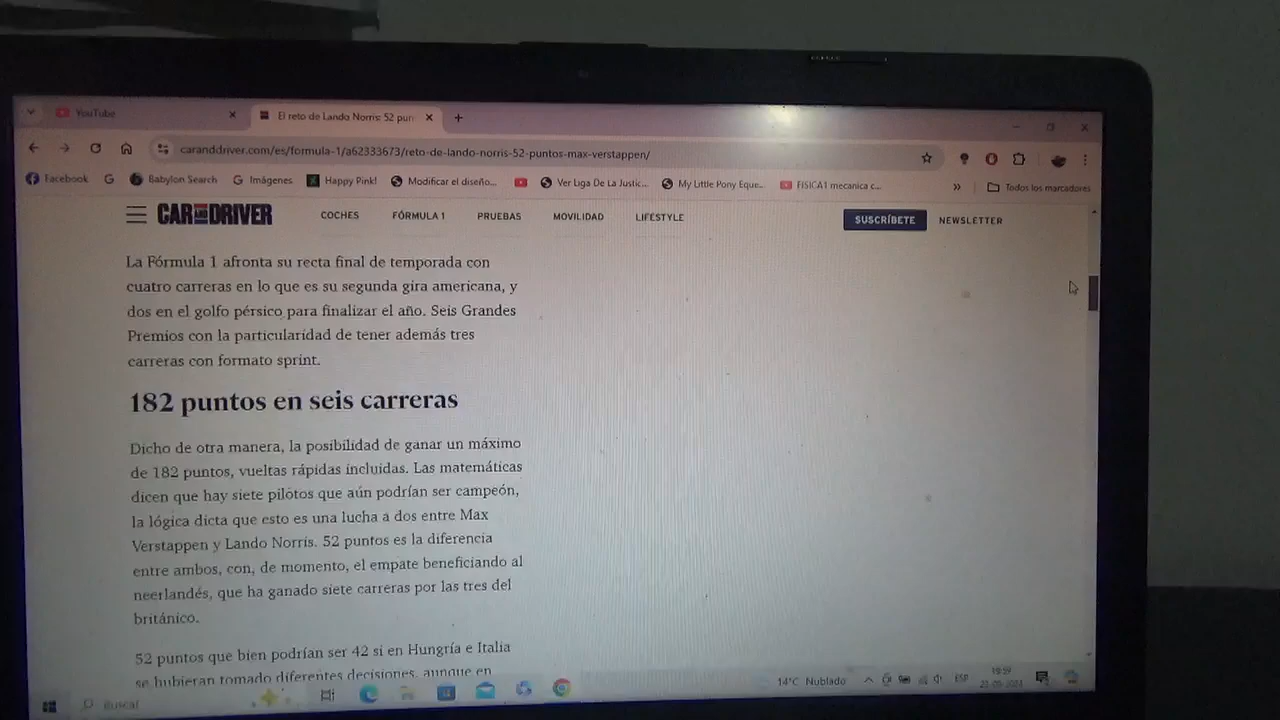 YouTube
El reto de Lando Norris: 52 pun
caranddriver.com/es/formula-1/a62333673/reto-de-lando-norris-52-puntos-max-verstappen/
Facebook
G
Babylon Search
Imágenes
Happy Pink!
Modificar el diseño...
Ver Liga De La Justic...
My Little Pony Eque...
FISICA1 mecanica c...
»
Todos los marcadores
CAR AND DRIVER
COCHES
FÓRMULA 1
PRUEBAS
MOVILIDAD
LIFESTYLE
SUSCRÍBETE
NEWSLETTER
La Fórmula 1 afronta su recta final de temporada con
cuatro carreras en lo que es su segunda gira americana, y
dos en el golfo pérsico para finalizar el año. Seis Grandes
Premios con la particularidad de tener además tres
carreras con formato sprint.
182 puntos en seis carreras
Dicho de otra manera, la posibilidad de ganar un máximo
de 182 puntos, vueltas rápidas incluidas. Las matemáticas
dicen que hay siete pilotos que aún podrían ser campeón,
la lógica dicta que esto es una lucha a dos entre Max
Verstappen y Lando Norris. 52 puntos es la diferencia
entre ambos, con, de momento, el empate beneficiando al
neerlandés, que ha ganado siete carreras por las tres del
británico.
52 puntos que bien podrían ser 42 si en Hungría e Italia
se hubieran tomado diferentes decisiones, aunque en
Buscar
14°C Nublado
ESP